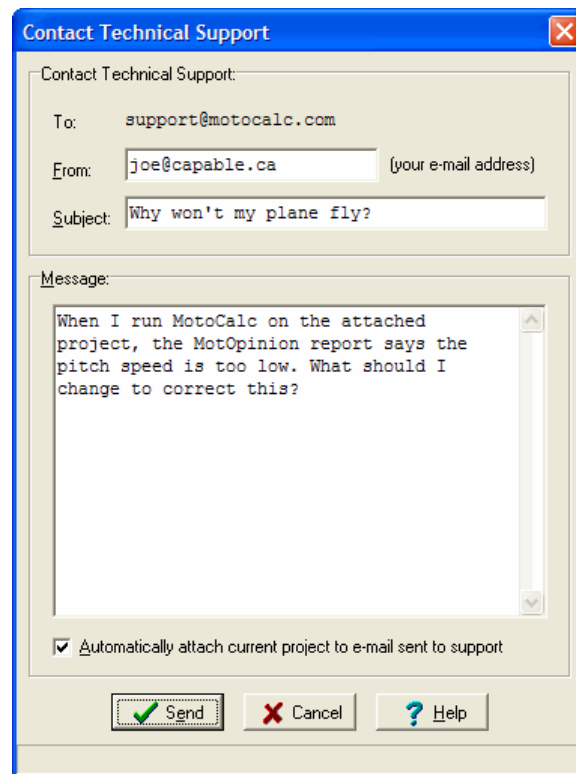 Contact Technical Support
Contact Technical Support:
To: support@motocalc.com
From: joe@capable.ca (your e-mail address)
Subject: Why won't my plane fly?
Message:
When I run MotoCalc on the attached
project, the MotOpinion report says the
pitch speed is too low. What should I
change to correct this?
Automatically attach current project to e-mail sent to support
Send Cancel Help